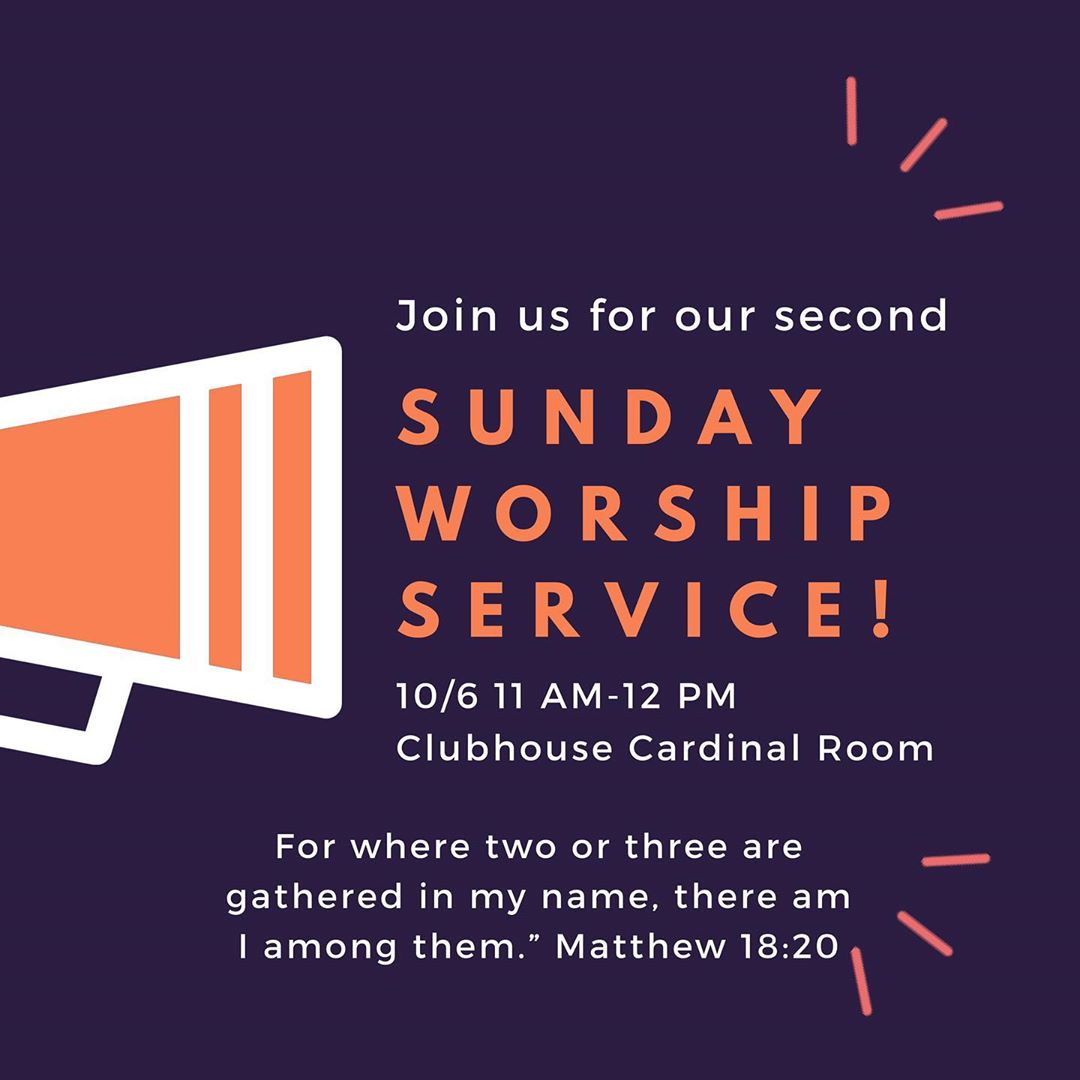 Join us for our second
SUNDAY
WORSHIP
SERVICE!
10/6 11 AM-12 PM
Clubhouse Cardinal Room
For where two or three are
gathered in my name, there am
I among them.” Matthew 18:20